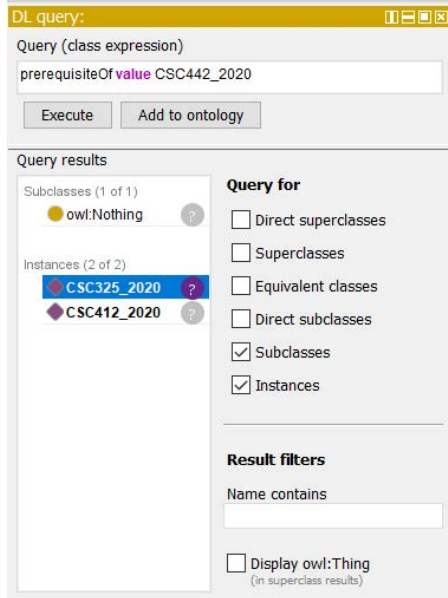 DL query:
Query (class expression)
prerequisiteOf value CSC442_2020
Execute
Add to ontology
Query results
Subclasses (1 of 1)
owl:Nothing
?
Instances (2 of 2)
CSC325_2020
?
CSC412_2020
?
Query for
Direct superclasses
Superclasses
Equivalent classes
Direct subclasses
Subclasses
Instances
Result filters
Name contains
Display owl:Thing
(in superclass results)